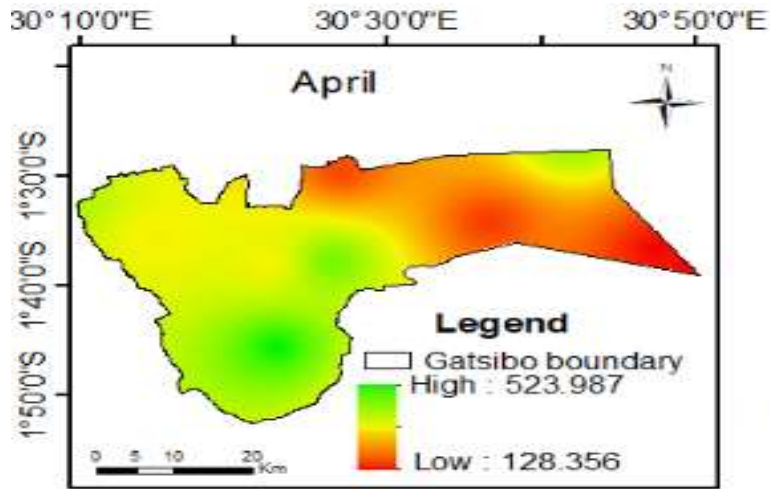 30°10'0"E 30°30'0"E 30°50'0"E
April
N
1°30'0"S
1°40'0"S
1°50'0"S
Legend
Gatsibo boundary
High : 523.987
Low : 128.356
0 5 10 20
Km